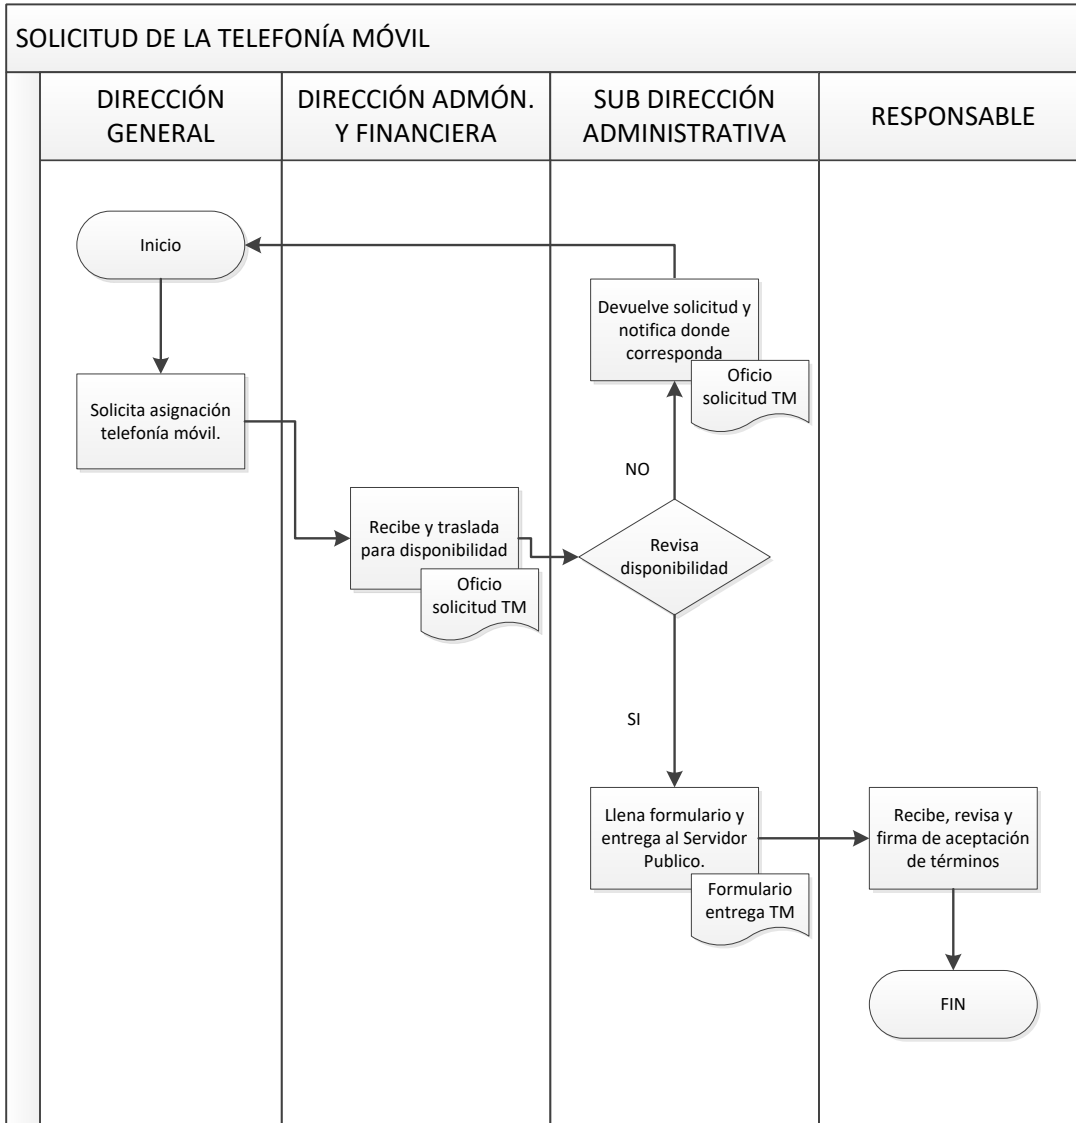 SOLICITUD DE LA TELEFONÍA MÓVIL
DIRECCIÓN
GENERAL
DIRECCIÓN ADMÓN.
Y FINANCIERA
SUB DIRECCIÓN
ADMINISTRATIVA
RESPONSABLE
Inicio
Solicita asignación
telefonía móvil.
Recibe y traslada
para disponibilidad
Oficio
solicitud TM
Revisa
disponibilidad
NO
Devuelve solicitud y
notifica donde
corresponda
Oficio
solicitud TM
SI
Llena formulario y
entrega al Servidor
Publico.
Formulario
entrega TM
Recibe, revisa y
firma de aceptación
de términos
FIN